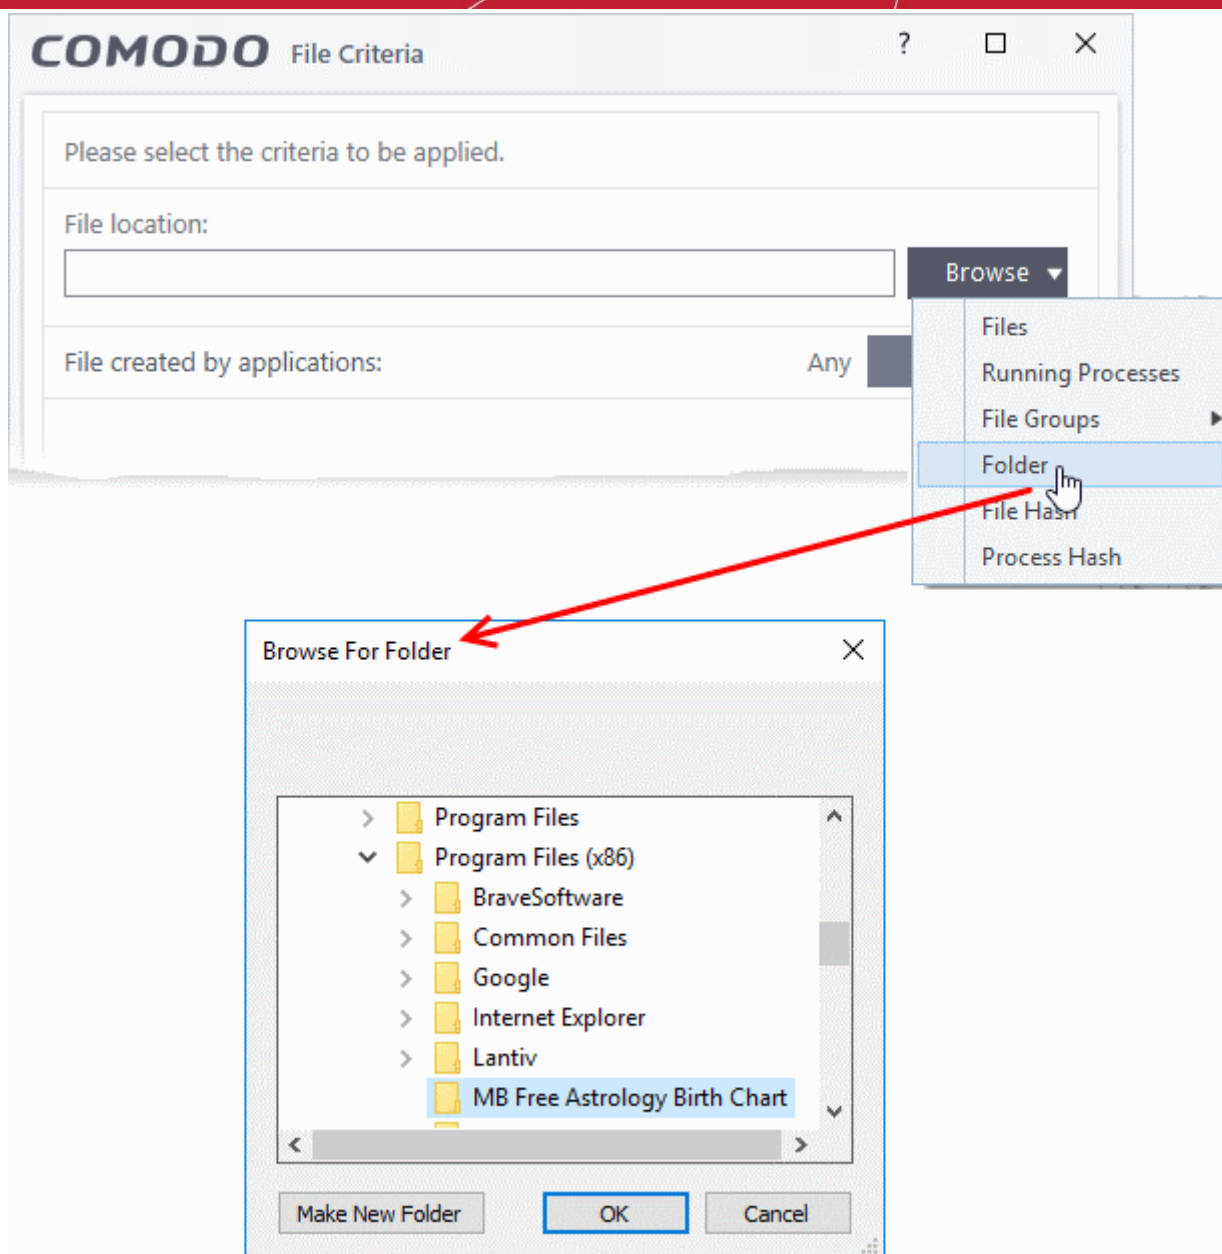 COMODO File Criteria ?
Please select the criteria to be applied.
File location:
Browse
File created by applications: Any
Files
Running Processes
File Groups
Folder
File Hash
Process Hash
Browse For Folder
Program Files
Program Files (x86)
BraveSoftware
Common Files
Google
Internet Explorer
Lantiv
MB Free Astrology Birth Chart
Make New Folder OK Cancel